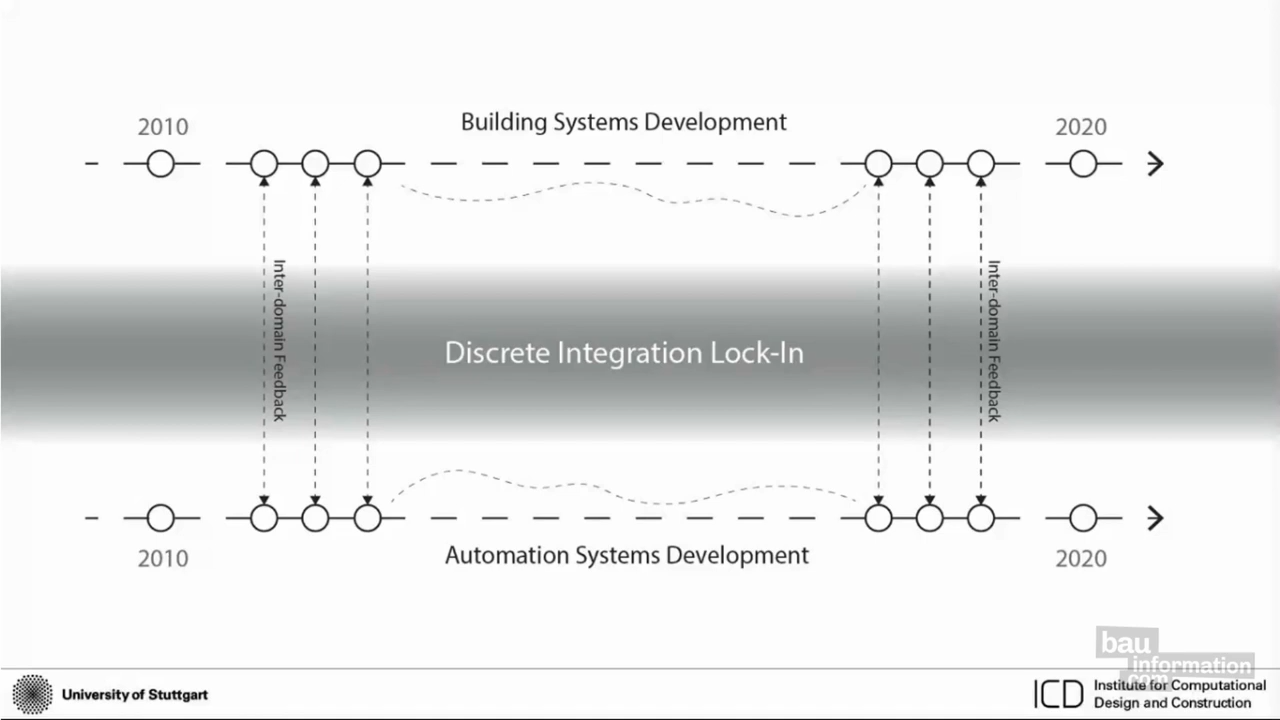 2010
Building Systems Development
2020
Inter-domain Feedback
Discrete Integration Lock-In
Inter-domain Feedback
2010
Automation Systems Development
2020
bau
information
com
University of Stuttgart
ICD
Institute for Computational
Design and Construction